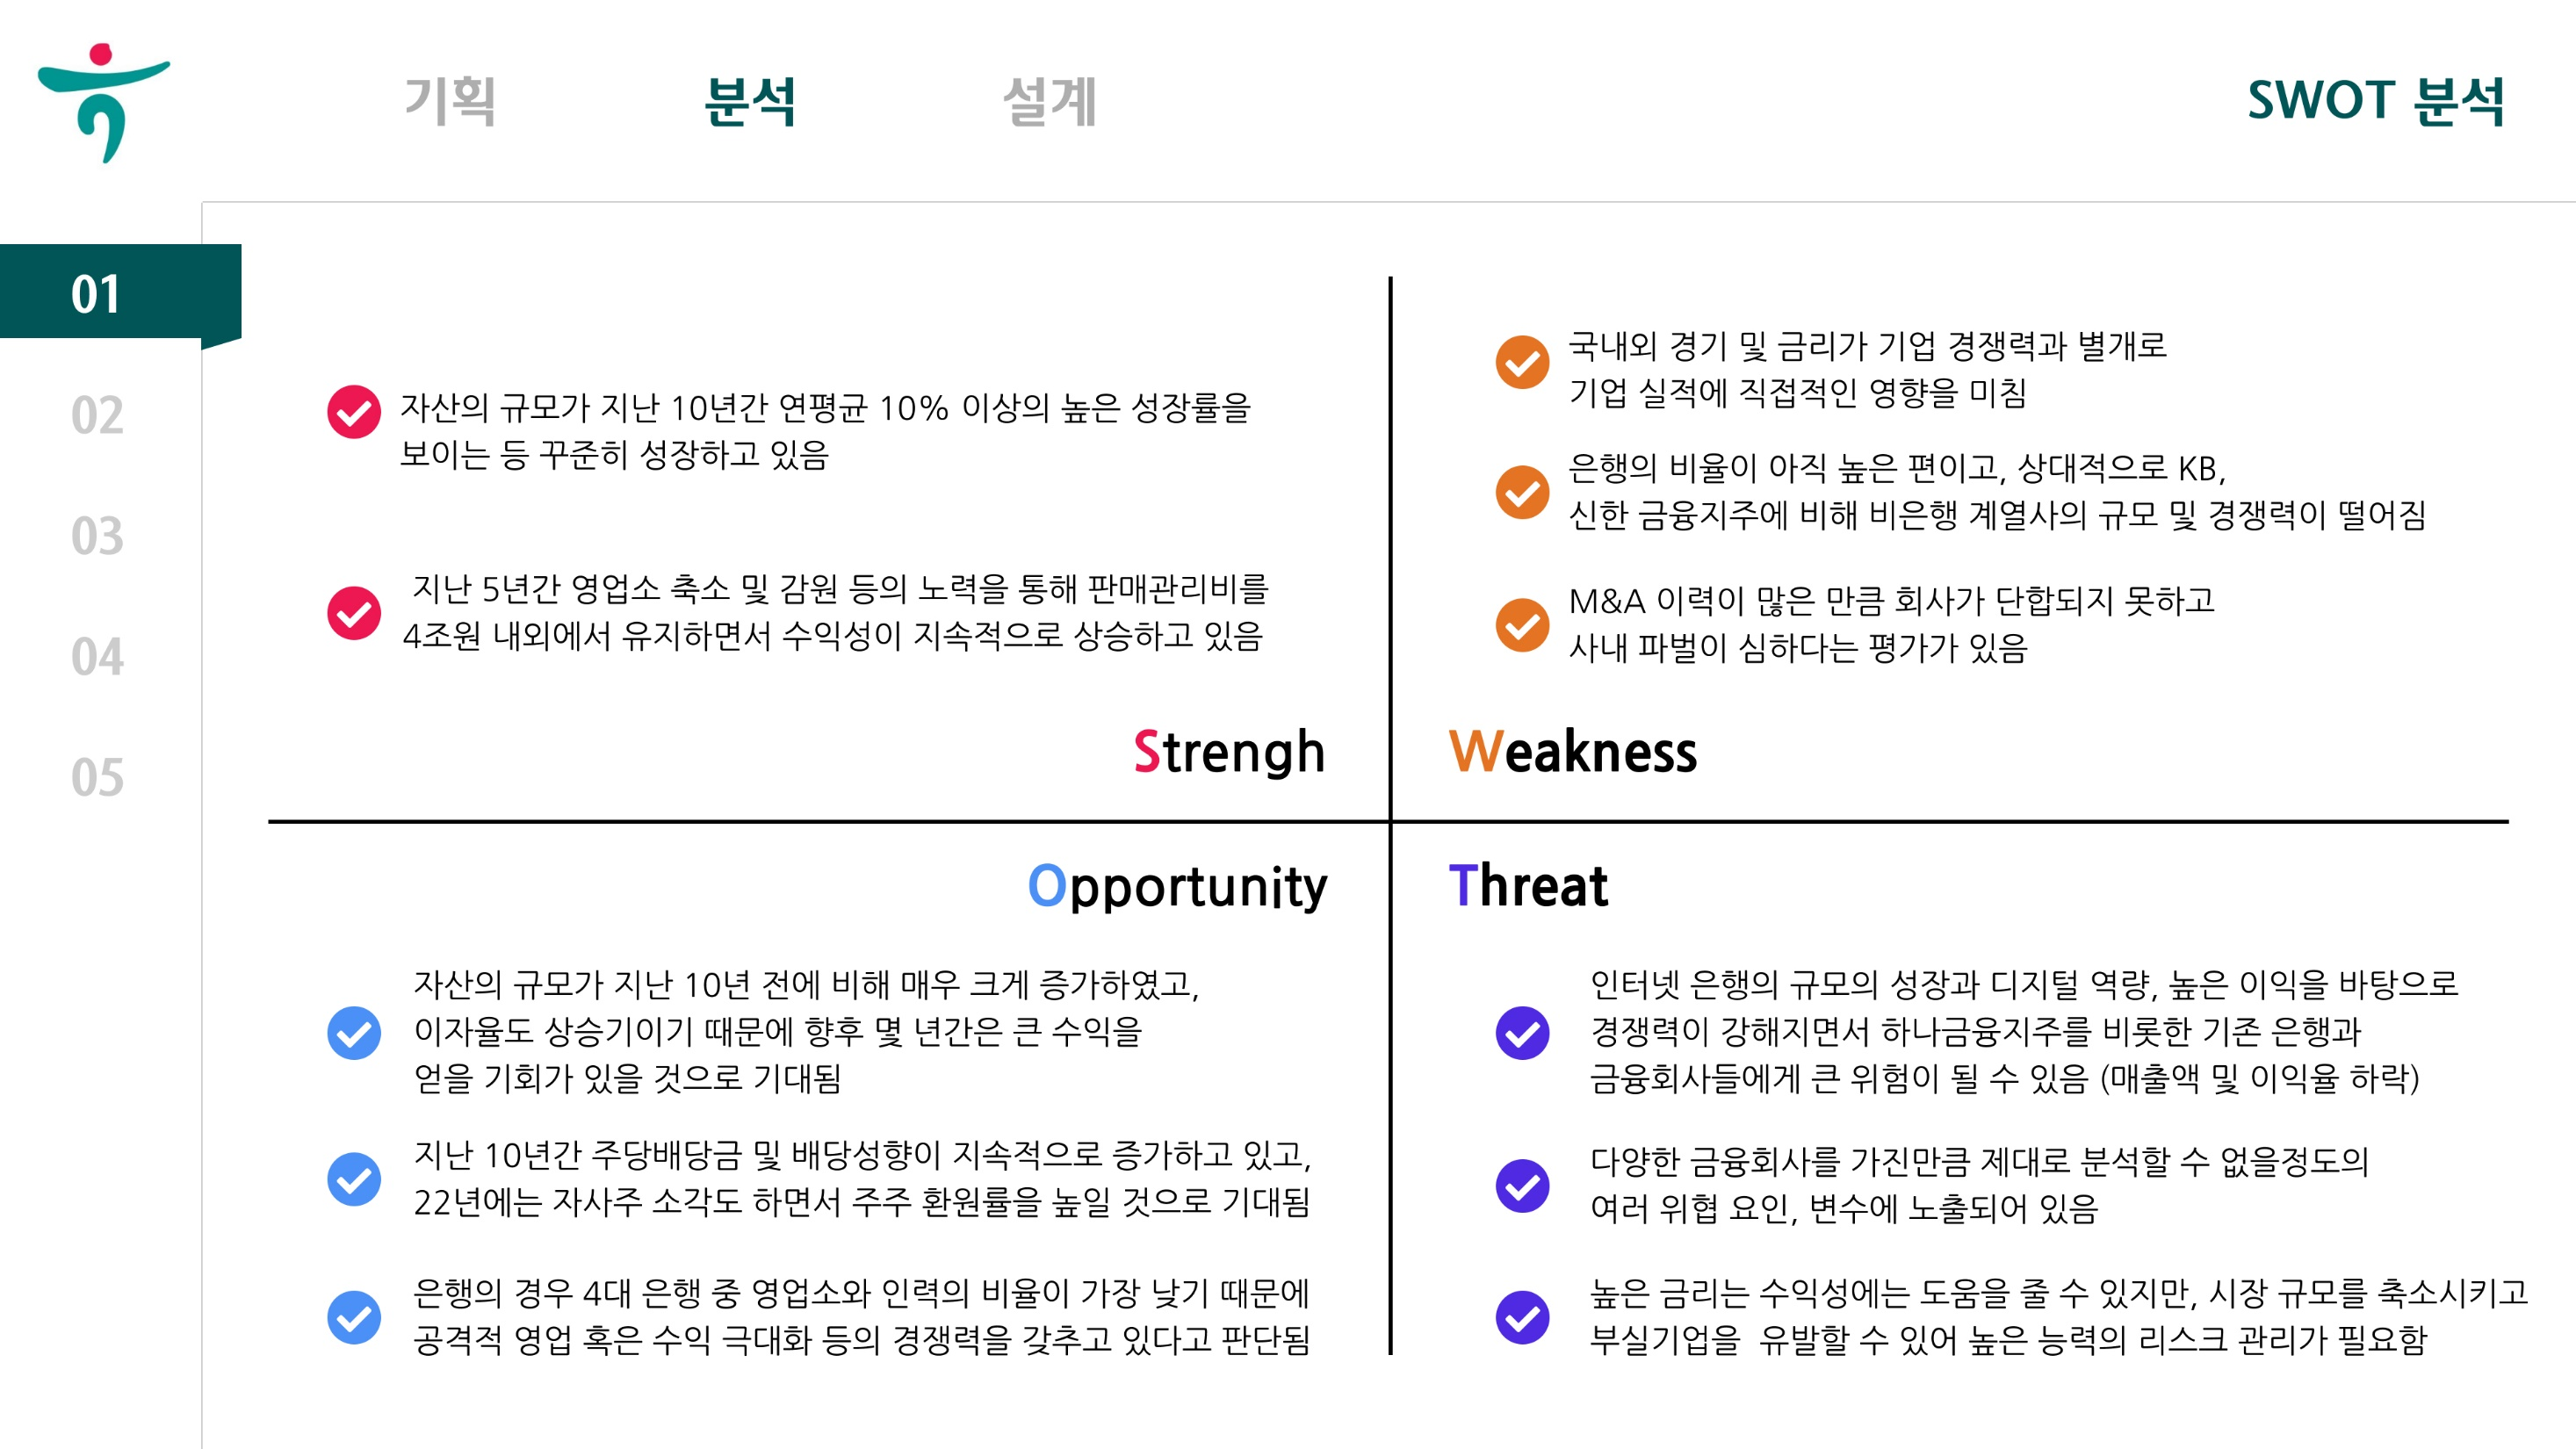 기획
분석
설계
SWOT 분석
01
02
03
04
05
자산의 규모가 지난 10년간 연평균 10% 이상의 높은 성장률을
보이는 등 꾸준히 성장하고 있음
지난 5년간 영업소 축소 및 감원 등의 노력을 통해 판매관리비를
4조원 내외에서 유지하면서 수익성이 지속적으로 상승하고 있음
Strengh
국내외 경기 및 금리가 기업 경쟁력과 별개로
기업 실적에 직접적인 영향을 미침
은행의 비율이 아직 높은 편이고, 상대적으로 KB,
신한 금융지주에 비해 비은행 계열사의 규모 및 경쟁력이 떨어짐
M&A 이력이 많은 만큼 회사가 단합되지 못하고
사내 파벌이 심하다는 평가가 있음
Weakness
Opportunity
자산의 규모가 지난 10년 전에 비해 매우 크게 증가하였고,
이자율도 상승기이기 때문에 향후 몇 년간은 큰 수익을
얻을 기회가 있을 것으로 기대됨
지난 10년간 주당배당금 및 배당성향이 지속적으로 증가하고 있고,
22년에는 자사주 소각도 하면서 주주 환원률을 높일 것으로 기대됨
은행의 경우 4대 은행 중 영업소와 인력의 비율이 가장 낮기 때문에
공격적 영업 혹은 수익 극대화 등의 경쟁력을 갖추고 있다고 판단됨
Threat
인터넷 은행의 규모의 성장과 디지털 역량, 높은 이익을 바탕으로
경쟁력이 강해지면서 하나금융지주를 비롯한 기존 은행과
금융회사들에게 큰 위험이 될 수 있음 (매출액 및 이익율 하락)
다양한 금융회사를 가진만큼 제대로 분석할 수 없을정도의
여러 위협 요인, 변수에 노출되어 있음
높은 금리는 수익성에는 도움을 줄 수 있지만, 시장 규모를 축소시키고
부실기업을 유발할 수 있어 높은 능력의 리스크 관리가 필요함